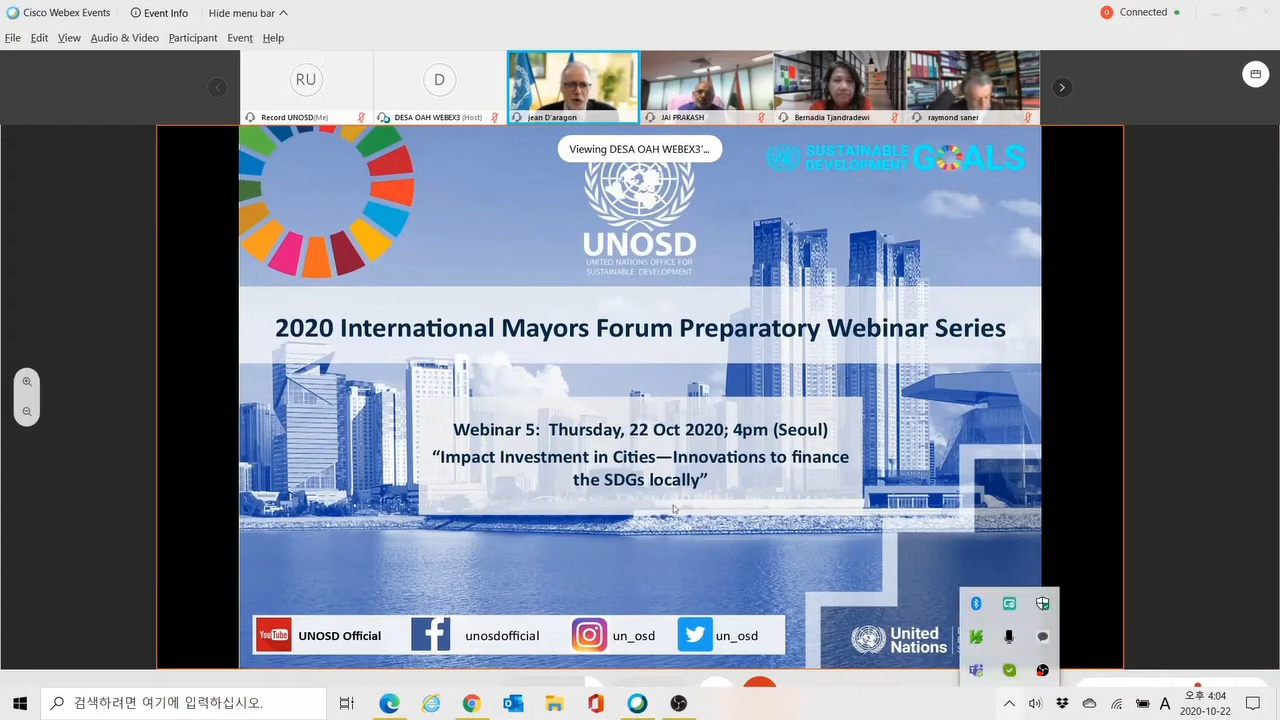 Cisco Webex Events
Event Info
Hide menu bar
Connected
File Edit View Audio & Video Participant Event Help
RU
D
Record UNOSD(Me)
DESA OAH WEBEX3 (Host)
jean D'aragon
JAI PRAKASH
Bernadia Tjandradewi
raymond saner
Viewing DESA OAH WEBEX3'...
SUSTAINABLE
DEVELOPMENT
GOALS
UNOSD
UNITED NATIONS OFFICE FOR
SUSTAINABLE DEVELOPMENT
2020 International Mayors Forum Preparatory Webinar Series
Webinar 5: Thursday, 22 Oct 2020; 4pm (Seoul)
“Impact Investment in Cities—Innovations to finance
the SDGs locally”
YouTube
UNOSD Official
unosdofficial
un_osd
un_osd
United
Nations
검색하려면 여기에 입력하십시오.
A
오후 4:04
2020-10-22